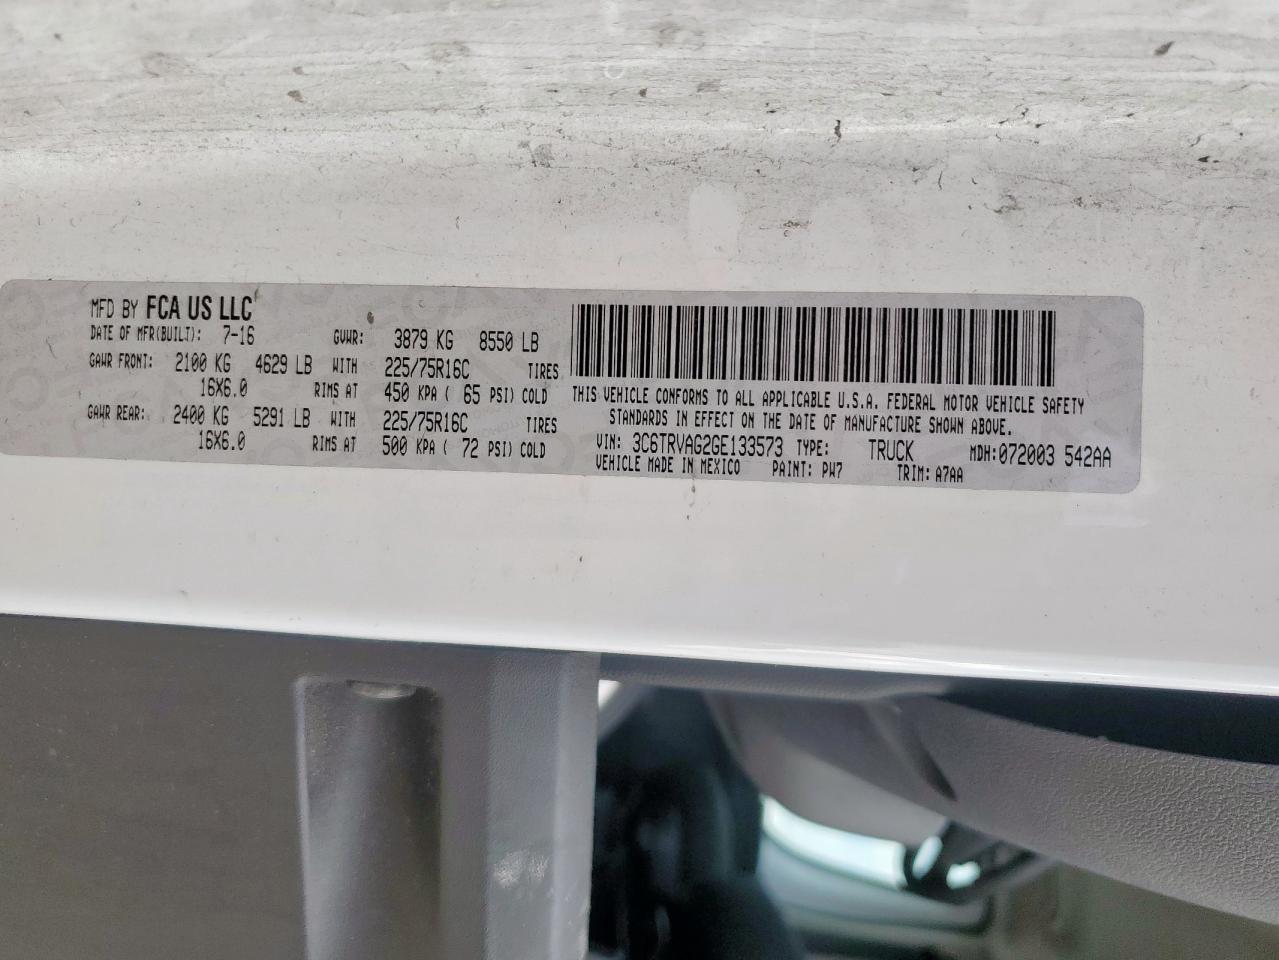 MFD BY FCA US LLC
DATE OF MFR(BUILT): 7-16 GVWR: 3879 KG 8550 LB
GAWR FRONT: 2100 KG 4629 LB WITH 225/75R16C TIRES
16X6.0 RIMS AT 450 KPA ( 65 PSI) COLD
GAWR REAR: 2400 KG 5291 LB WITH 225/75R16C TIRES
16X6.0 RIMS AT 500 KPA ( 72 PSI) COLD
THIS VEHICLE CONFORMS TO ALL APPLICABLE U.S.A. FEDERAL MOTOR VEHICLE SAFETY
STANDARDS IN EFFECT ON THE DATE OF MANUFACTURE SHOWN ABOVE.
VIN: 3C6TRVAG2GE133573 TYPE: TRUCK MDH:072003 542AA
VEHICLE MADE IN MEXICO PAINT: PW7 TRIM: A7AA